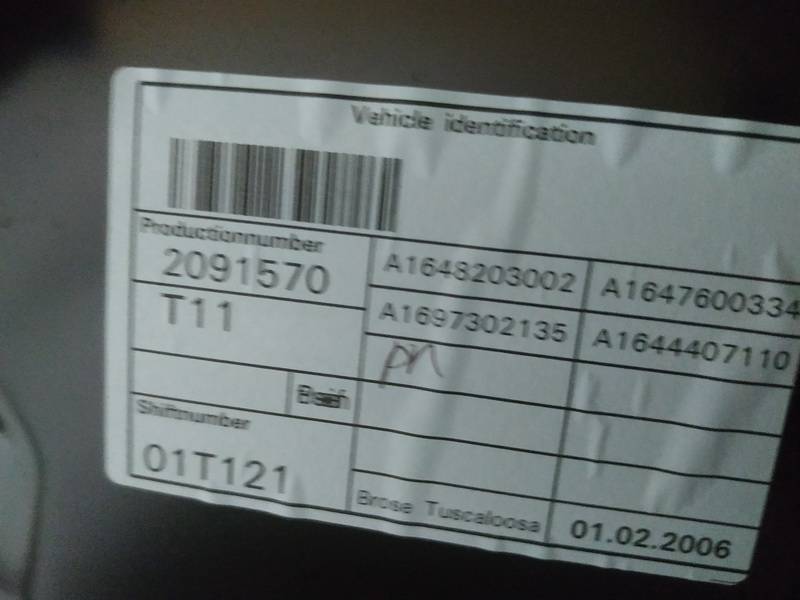 Vehicle identification
Productionnumber
2091570
A1648203002
A1647600334
T11
A1697302135
A1644407110
Shiftnumber
01T121
Brose Tuscaloosa
01.02.2006